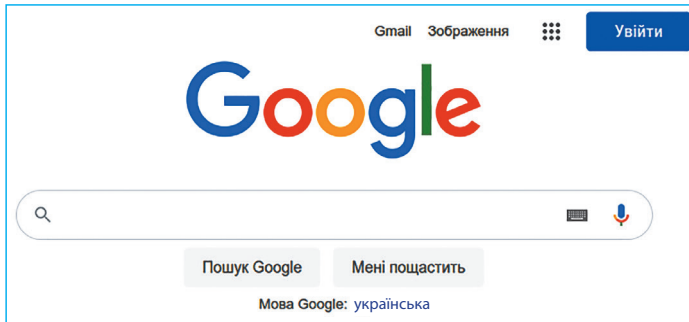 Gmail Зображення Увійти
Google
Пошук Google Мені пощастить
Мова Google: українська